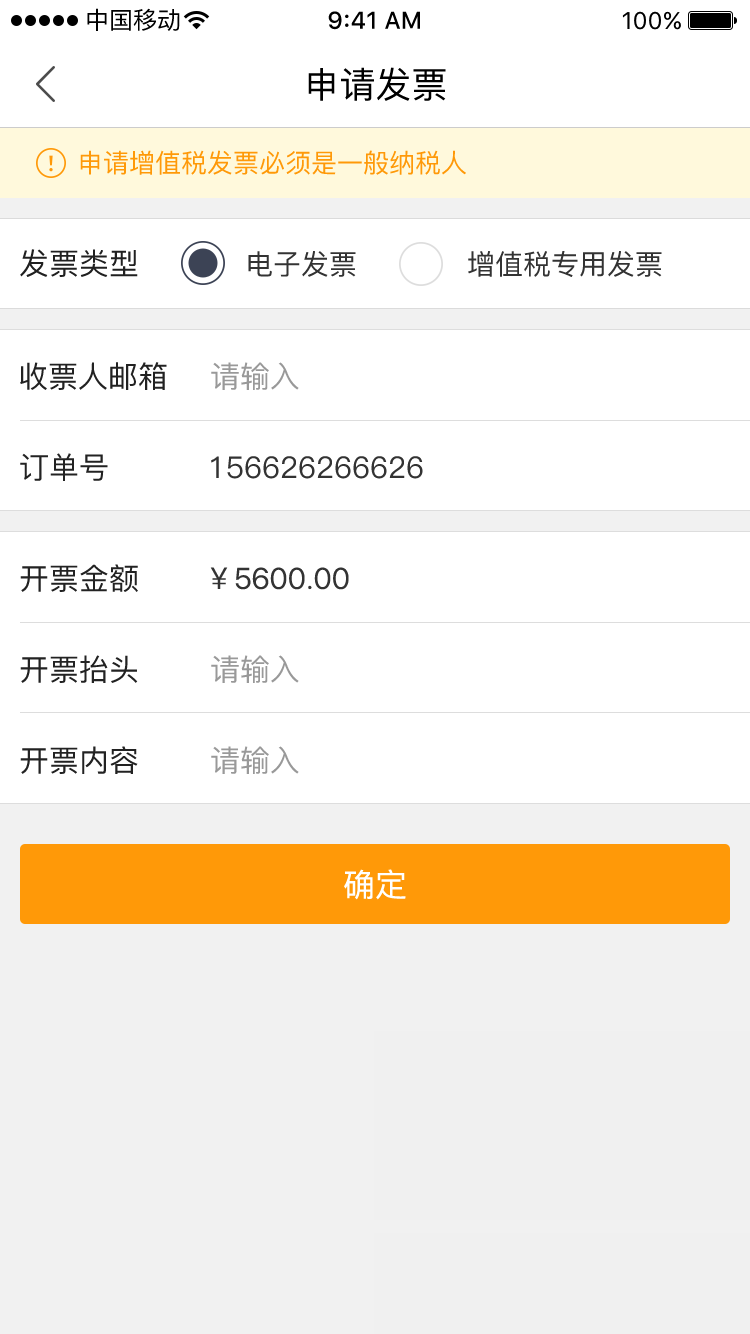 中国移动 9:41 AM 100%
申请发票
申请增值税发票必须是一般纳税人
发票类型 电子发票 增值税专用发票
收票人邮箱 请输入
订单号 156626266626
开票金额 ¥5600.00
开票抬头 请输入
开票内容 请输入
确定